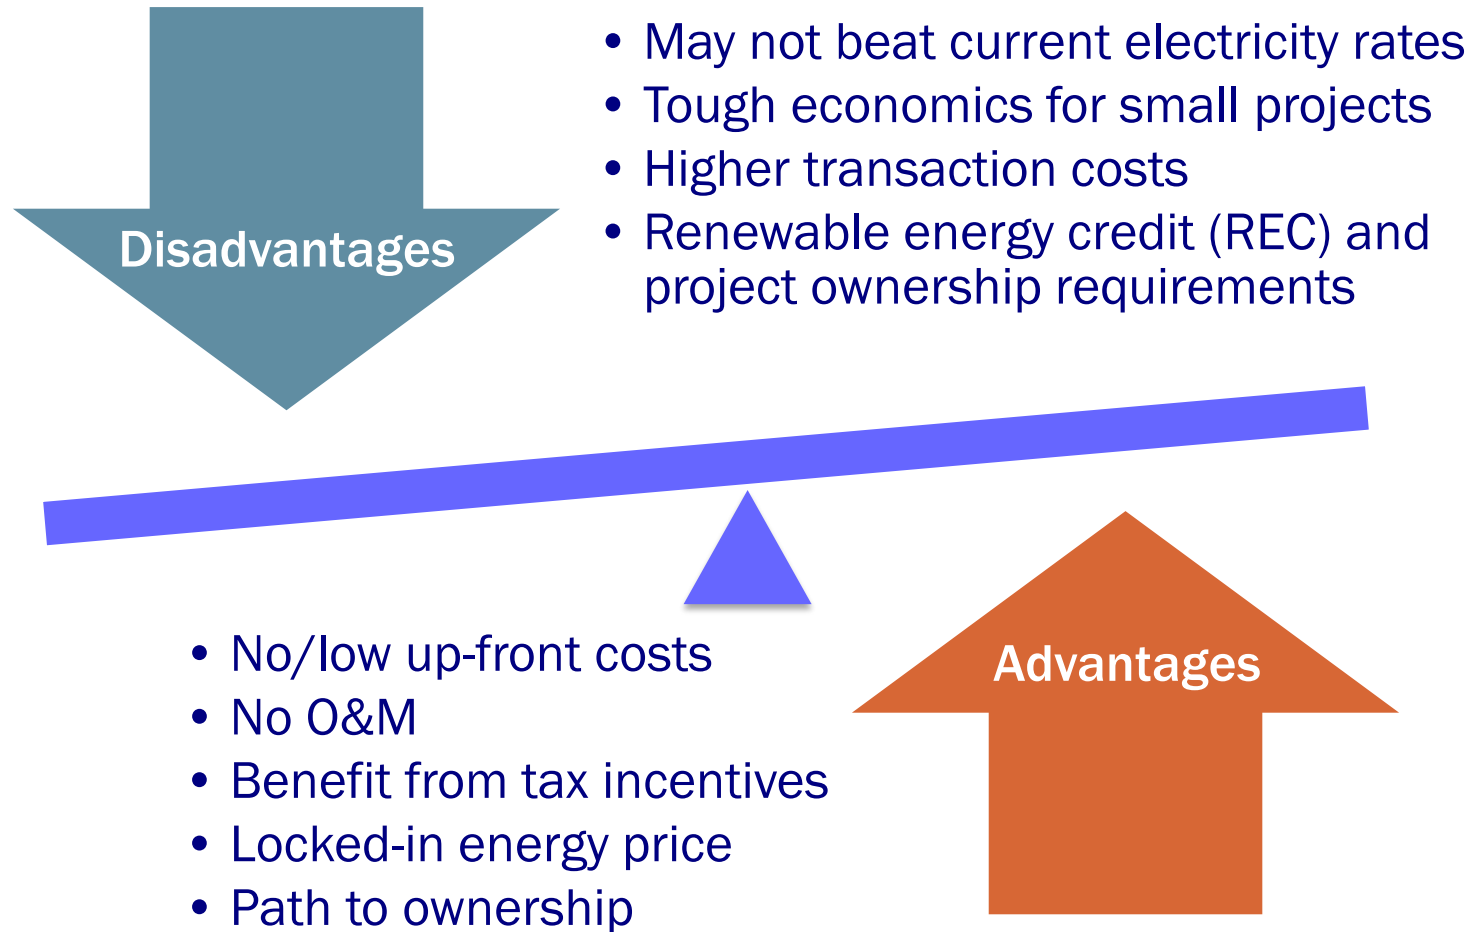 Disadvantages
• May not beat current electricity rates
• Tough economics for small projects
• Higher transaction costs
• Renewable energy credit (REC) and
project ownership requirements
• No/low up-front costs
• No O&M
• Benefit from tax incentives
• Locked-in energy price
• Path to ownership
Advantages